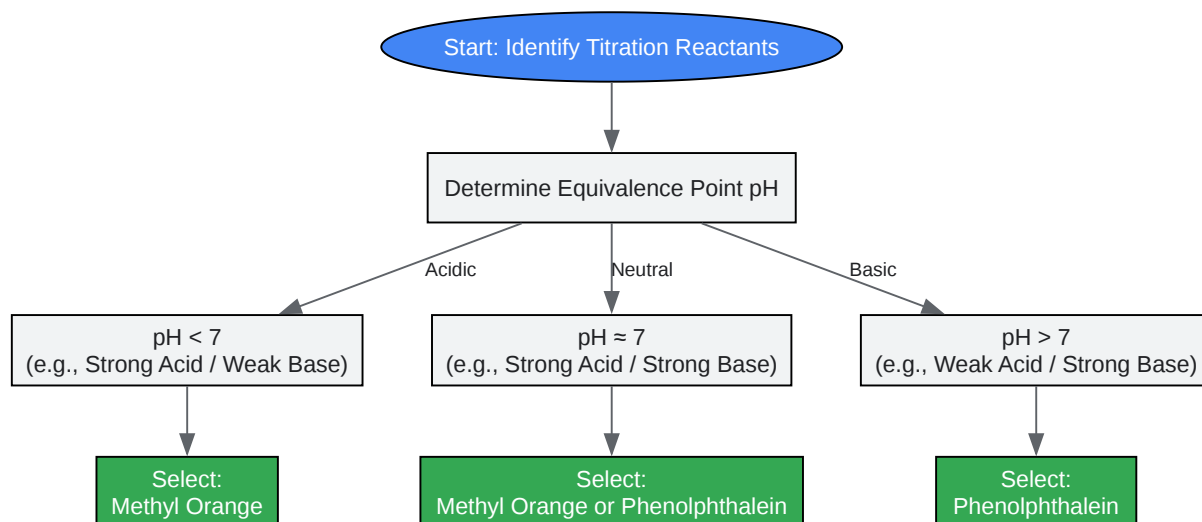 Start: Identify Titration Reactants
Determine Equivalence Point pH
Acidic
Neutral
Basic
pH < 7
(e.g., Strong Acid / Weak Base)
pH ≈ 7
(e.g., Strong Acid / Strong Base)
pH > 7
(e.g., Weak Acid / Strong Base)
Select:
Methyl Orange
Select:
Methyl Orange or Phenolphthalein
Select:
Phenolphthalein